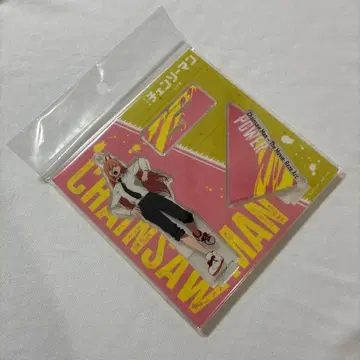 チェンソーマン
Chainsaw Man – The Movie: Reze Arc
POWER
CHAINSAW MAN